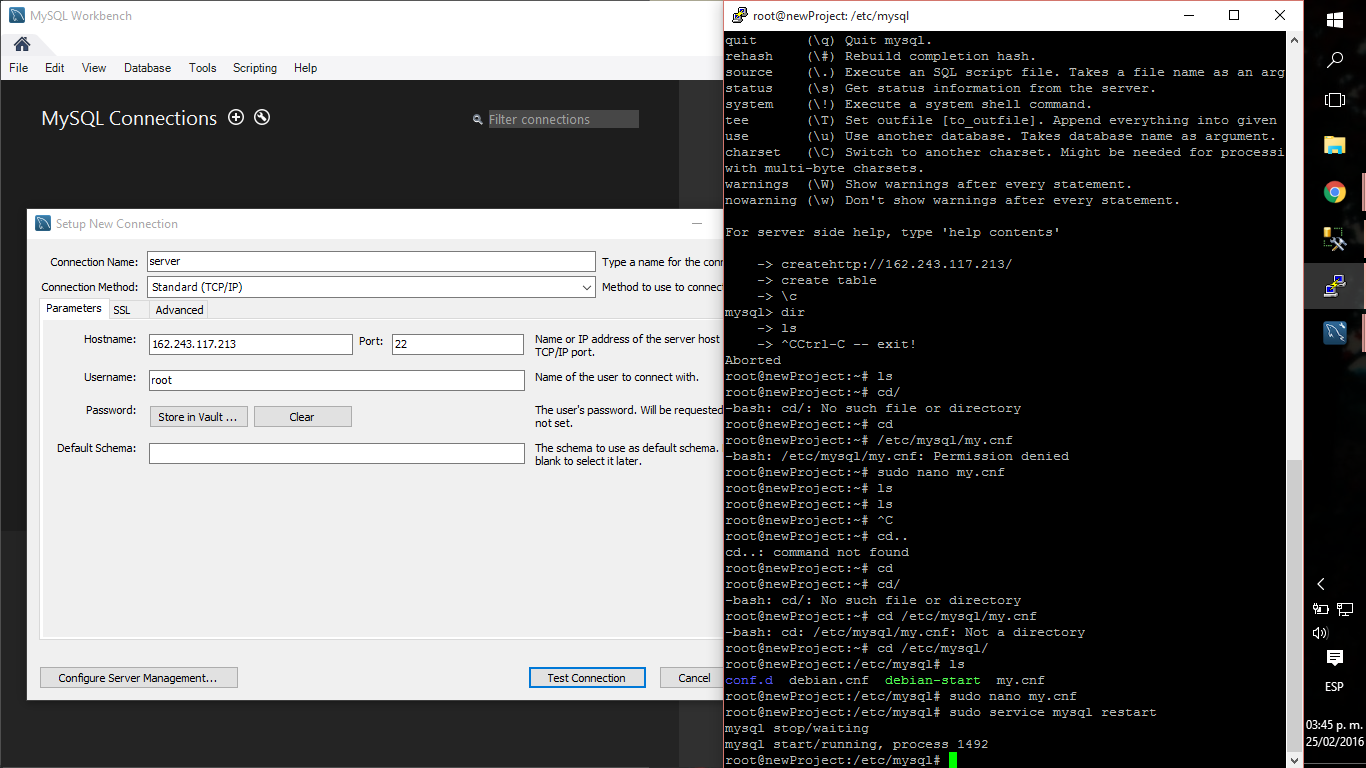 MySQL Workbench
File Edit View Database Tools Scripting Help
MySQL Connections
Filter connections
Setup New Connection
Connection Name: server Type a name for the conn
Connection Method: Standard (TCP/IP) Method to use to connec
Parameters SSL Advanced
Hostname: 162.243.117.213 Port: 22 Name or IP address of the server host
TCP/IP port.
Username: root Name of the user to connect with.
Password: Store in Vault ... Clear The user's password. Will be requested
not set.
Default Schema: The schema to use as default schema.
blank to select it later.
Configure Server Management... Test Connection Cancel
root@newProject: /etc/mysql
quit (\q) Quit mysql.
rehash (\#) Rebuild completion hash.
source (\.) Execute an SQL script file. Takes a file name as an arg
status (\s) Get status information from the server.
system (\!) Execute a system shell command.
tee (\T) Set outfile [to_outfile]. Append everything into given
use (\u) Use another database. Takes database name as argument.
charset (\C) Switch to another charset. Might be needed for processi
with multi-byte charsets.
warnings (\W) Show warnings after every statement.
nowarning (\w) Don't show warnings after every statement.
For server side help, type 'help contents'
-> createhttp://162.243.117.213/
-> create table
-> \c
mysql> dir
-> ls
-> ^CCtrl-C -- exit!
Aborted
root@newProject:~# ls
root@newProject:~# cd/
-bash: cd/: No such file or directory
root@newProject:~# cd
root@newProject:~# /etc/mysql/my.cnf
-bash: /etc/mysql/my.cnf: Permission denied
root@newProject:~# sudo nano my.cnf
root@newProject:~# ls
root@newProject:~# ls
root@newProject:~# ^C
root@newProject:~# cd..
cd..: command not found
root@newProject:~# cd
root@newProject:~# cd/
-bash: cd/: No such file or directory
root@newProject:~# cd /etc/mysql/my.cnf
-bash: cd: /etc/mysql/my.cnf: Not a directory
root@newProject:~# cd /etc/mysql/
root@newProject:/etc/mysql# ls
conf.d debian.cnf debian-start my.cnf
root@newProject:/etc/mysql# sudo nano my.cnf
root@newProject:/etc/mysql# sudo service mysql restart
mysql stop/waiting
mysql start/running, process 1492
root@newProject:/etc/mysql#
ESP
03:45 p. m.
25/02/2016